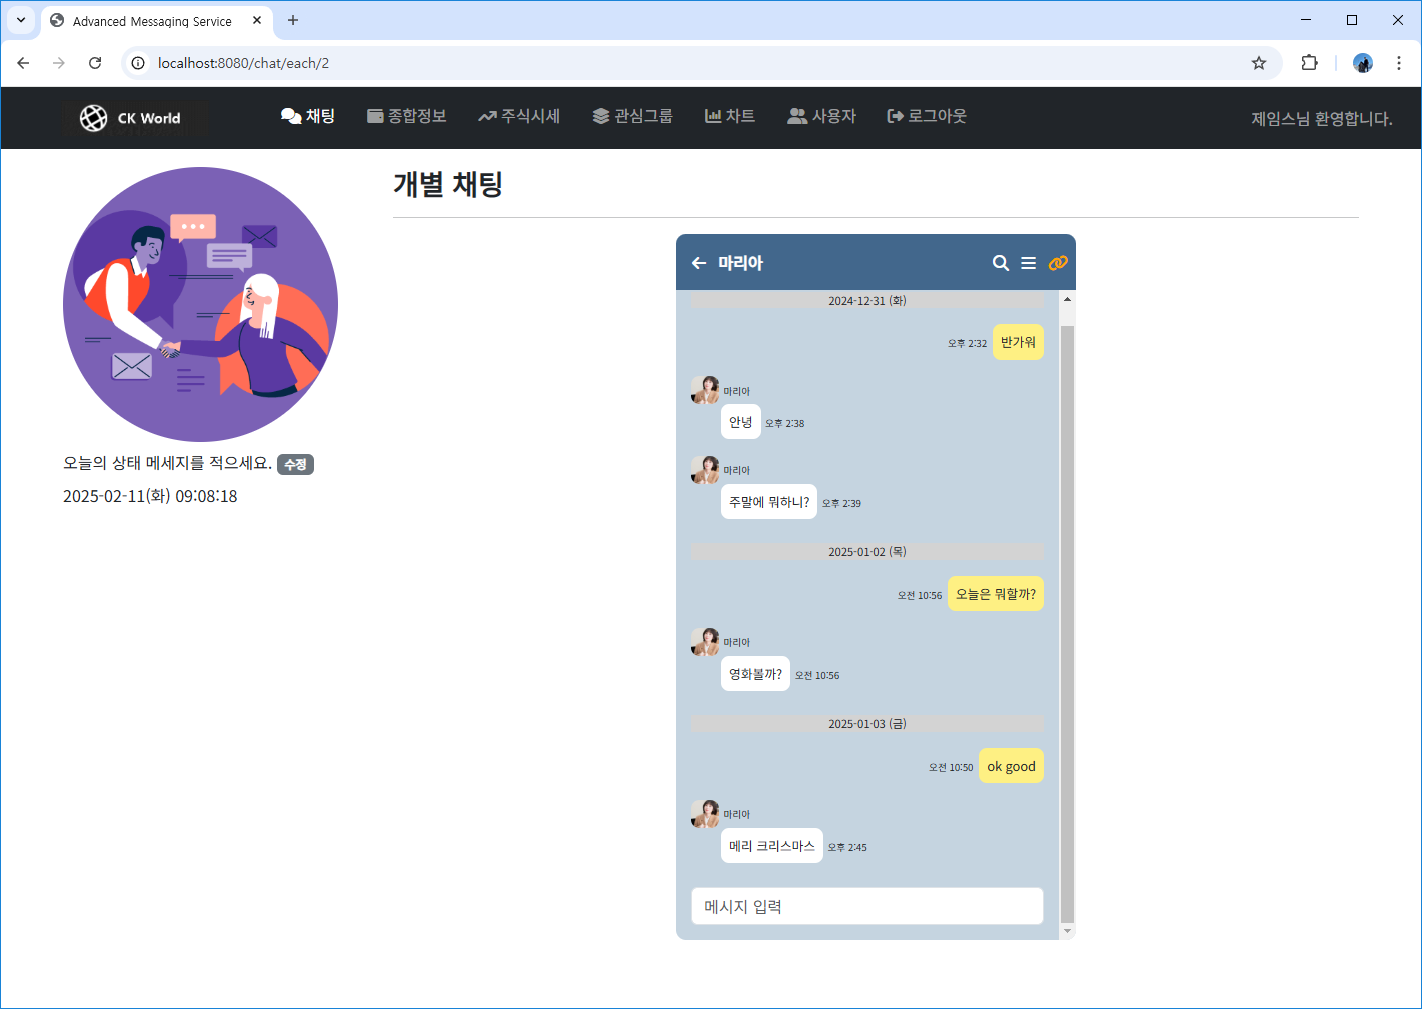 Advanced Messaging Service
localhost:8080/chat/each/2
CK World
채팅
종합정보
주식시세
관심그룹
차트
사용자
로그아웃
제임스님 환영합니다.
오늘의 상태 메세지를 적으세요. 수정
2025-02-11(화) 09:08:18
개별 채팅
마리아
2024-12-31 (화)
오후 2:32 반가워
마리아
안녕 오후 2:38
마리아
주말에 뭐하니? 오후 2:39
2025-01-02 (목)
오전 10:56 오늘은 뭐할까?
마리아
영화볼까? 오전 10:56
2025-01-03 (금)
오전 10:50 ok good
마리아
메리 크리스마스 오후 2:45
메시지 입력